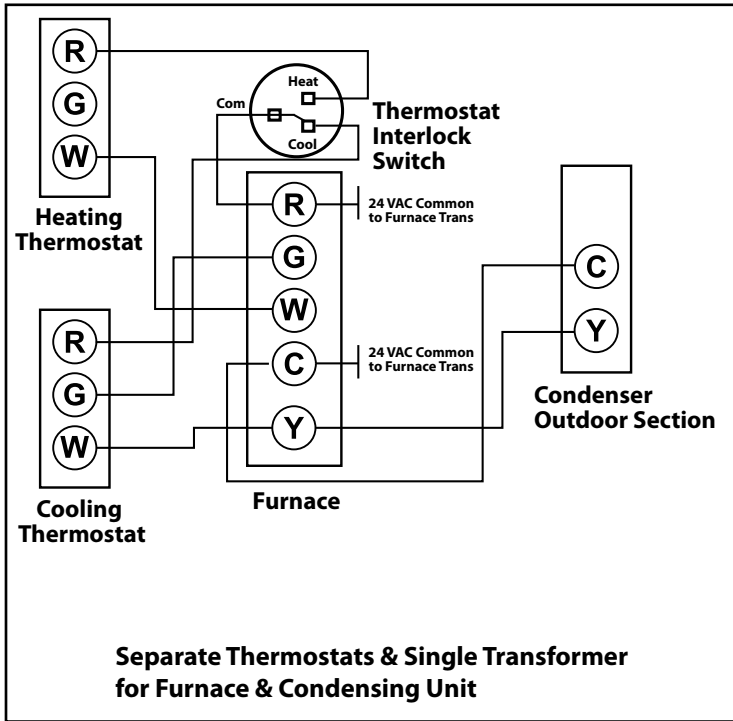 R
G
W
Heating
Thermostat
Heat
Com
Cool
Thermostat
Interlock
Switch
R
24 VAC Common
to Furnace Trans
G
W
C
24 VAC Common
to Furnace Trans
Y
Furnace
R
G
W
Cooling
Thermostat
C
Y
Condenser
Outdoor Section
Separate Thermostats & Single Transformer
for Furnace & Condensing Unit